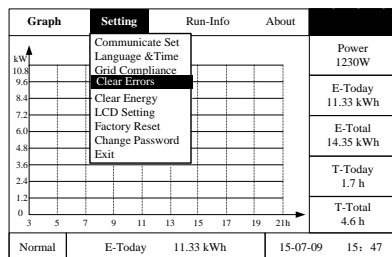 Graph Setting Run-Info About
Communicate Set
Language &Time
Grid Compliance
Clear Errors
Clear Energy
LCD Setting
Factory Reset
Change Password
Exit
kW
10.8
9.6
8.4
7.2
6.0
4.8
3.6
2.4
1.2
0
3 5 7 9 11 13 15 17 19 21h
Power
1230W
E-Today
11.33 kWh
E-Total
14.35 kWh
T-Today
1.7 h
T-Total
4.6 h
Normal E-Today 11.33 kWh 15-07-09 15: 47